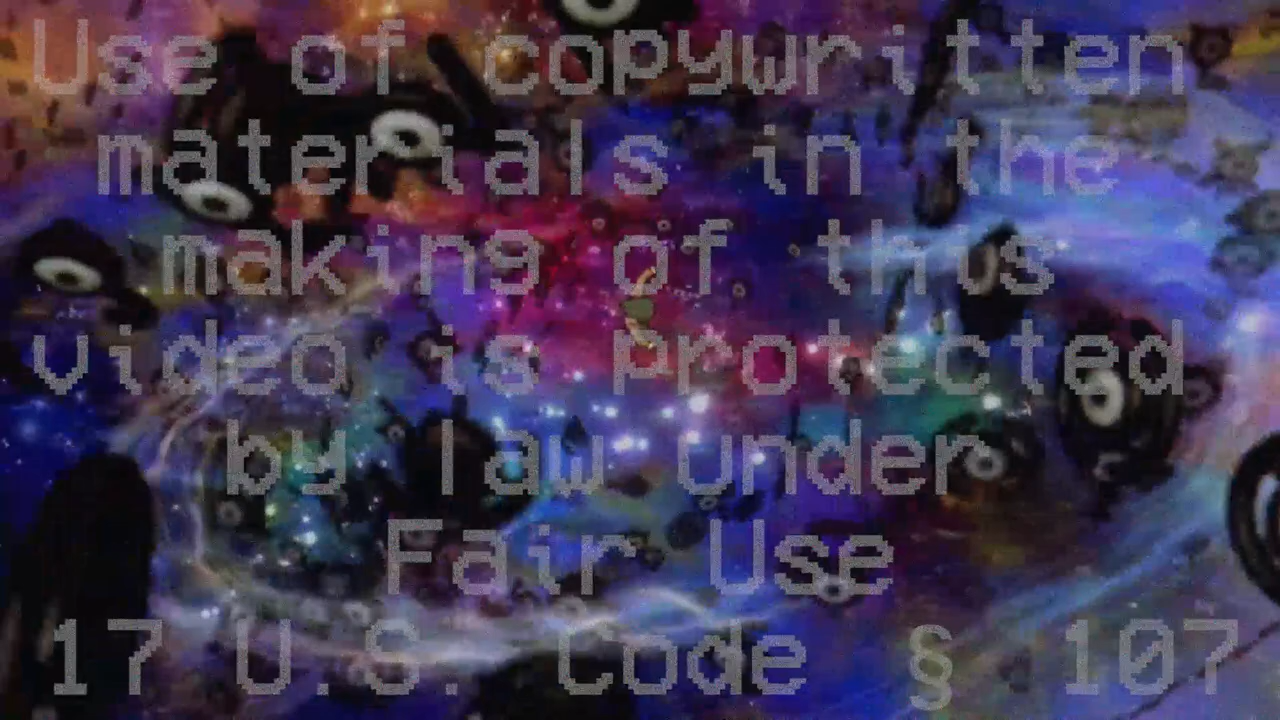 Use of copywritten
materials in the
making of this
video is protected
by law under
Fair Use
17 U.S. Code § 107